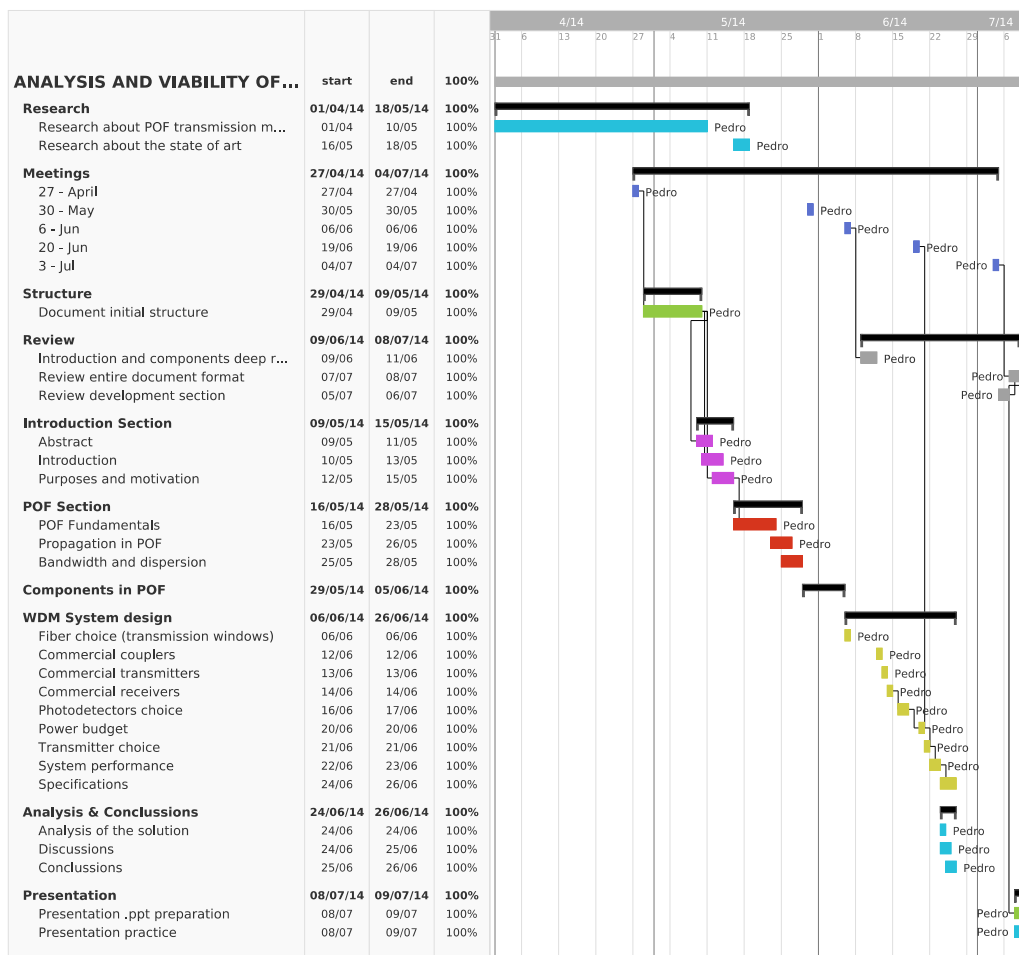 4/14 5/14 6/14 7/14
31 6 13 20 27 4 11 18 25 1 8 15 22 29 6
ANALYSIS AND VIABILITY OF... start end 100%
Research 01/04/14 18/05/14 100%
Research about POF transmission m... 01/04 10/05 100% Pedro
Research about the state of art 16/05 18/05 100% Pedro
Meetings 27/04/14 04/07/14 100%
27 - April 27/04 27/04 100% Pedro
30 - May 30/05 30/05 100% Pedro
6 - Jun 06/06 06/06 100% Pedro
20 - Jun 19/06 19/06 100% Pedro
3 - Jul 04/07 04/07 100% Pedro
Structure 29/04/14 09/05/14 100%
Document initial structure 29/04 09/05 100% Pedro
Review 09/06/14 08/07/14 100%
Introduction and components deep r... 09/06 11/06 100% Pedro
Review entire document format 07/07 08/07 100% Pedro
Review development section 05/07 06/07 100% Pedro
Introduction Section 09/05/14 15/05/14 100%
Abstract 09/05 11/05 100% Pedro
Introduction 10/05 13/05 100% Pedro
Purposes and motivation 12/05 15/05 100% Pedro
POF Section 16/05/14 28/05/14 100%
POF Fundamentals 16/05 23/05 100% Pedro
Propagation in POF 23/05 26/05 100% Pedro
Bandwidth and dispersion 25/05 28/05 100% Pedro
Components in POF 29/05/14 05/06/14 100%
WDM System design 06/06/14 26/06/14 100%
Fiber choice (transmission windows) 06/06 06/06 100% Pedro
Commercial couplers 12/06 12/06 100% Pedro
Commercial transmitters 13/06 13/06 100% Pedro
Commercial receivers 14/06 14/06 100% Pedro
Photodetectors choice 16/06 17/06 100% Pedro
Power budget 20/06 20/06 100% Pedro
Transmitter choice 21/06 21/06 100% Pedro
System performance 22/06 23/06 100% Pedro
Specifications 24/06 26/06 100% Pedro
Analysis & Conclussions 24/06/14 26/06/14 100%
Analysis of the solution 24/06 24/06 100% Pedro
Discussions 24/06 25/06 100% Pedro
Conclussions 25/06 26/06 100% Pedro
Presentation 08/07/14 09/07/14 100%
Presentation .ppt preparation 08/07 09/07 100% Pedro
Presentation practice 08/07 09/07 100% Pedro